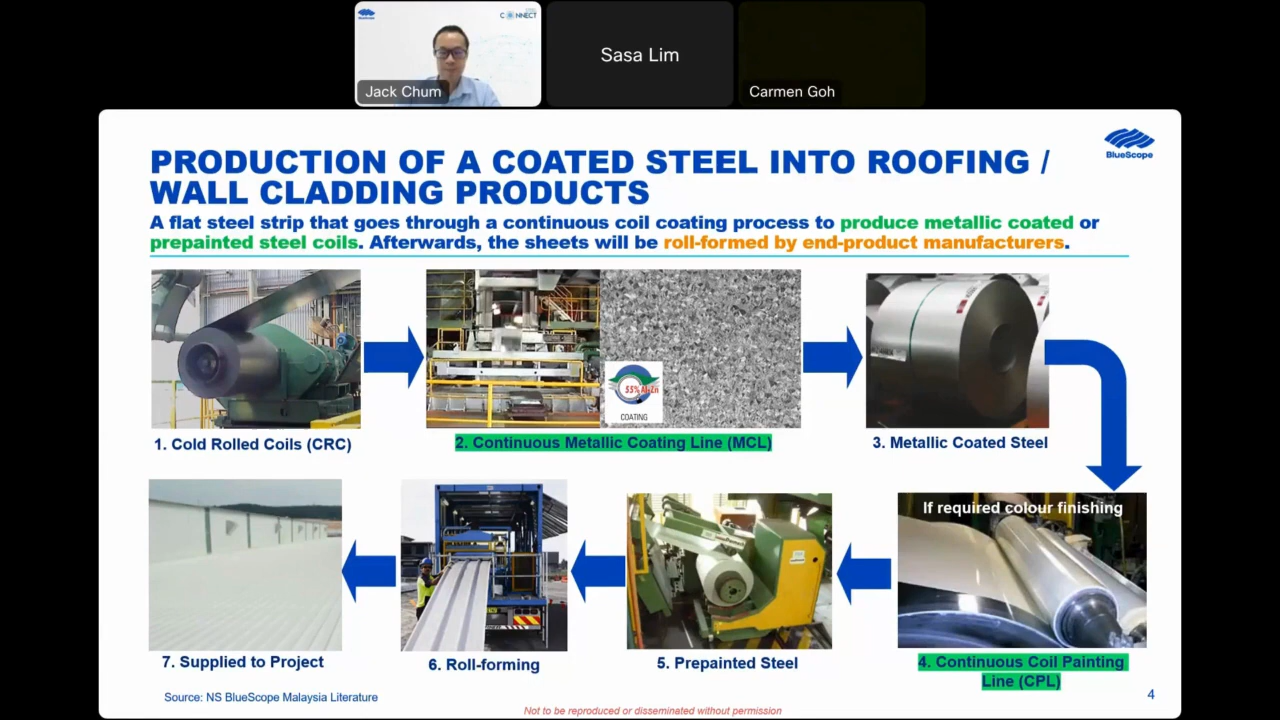 BlueScope
CONNECT
Jack Chum
Sasa Lim
Carmen Goh
BlueScope
PRODUCTION OF A COATED STEEL INTO ROOFING /
WALL CLADDING PRODUCTS
A flat steel strip that goes through a continuous coil coating process to produce metallic coated or
prepainted steel coils. Afterwards, the sheets will be roll-formed by end-product manufacturers.
55% Al-Zn
COATING
1. Cold Rolled Coils (CRC)
2. Continuous Metallic Coating Line (MCL)
3. Metallic Coated Steel
If required colour finishing
7. Supplied to Project
6. Roll-forming
5. Prepainted Steel
4. Continuous Coil Painting
Line (CPL)
Source: NS BlueScope Malaysia Literature
4
Not to be reproduced or disseminated without permission